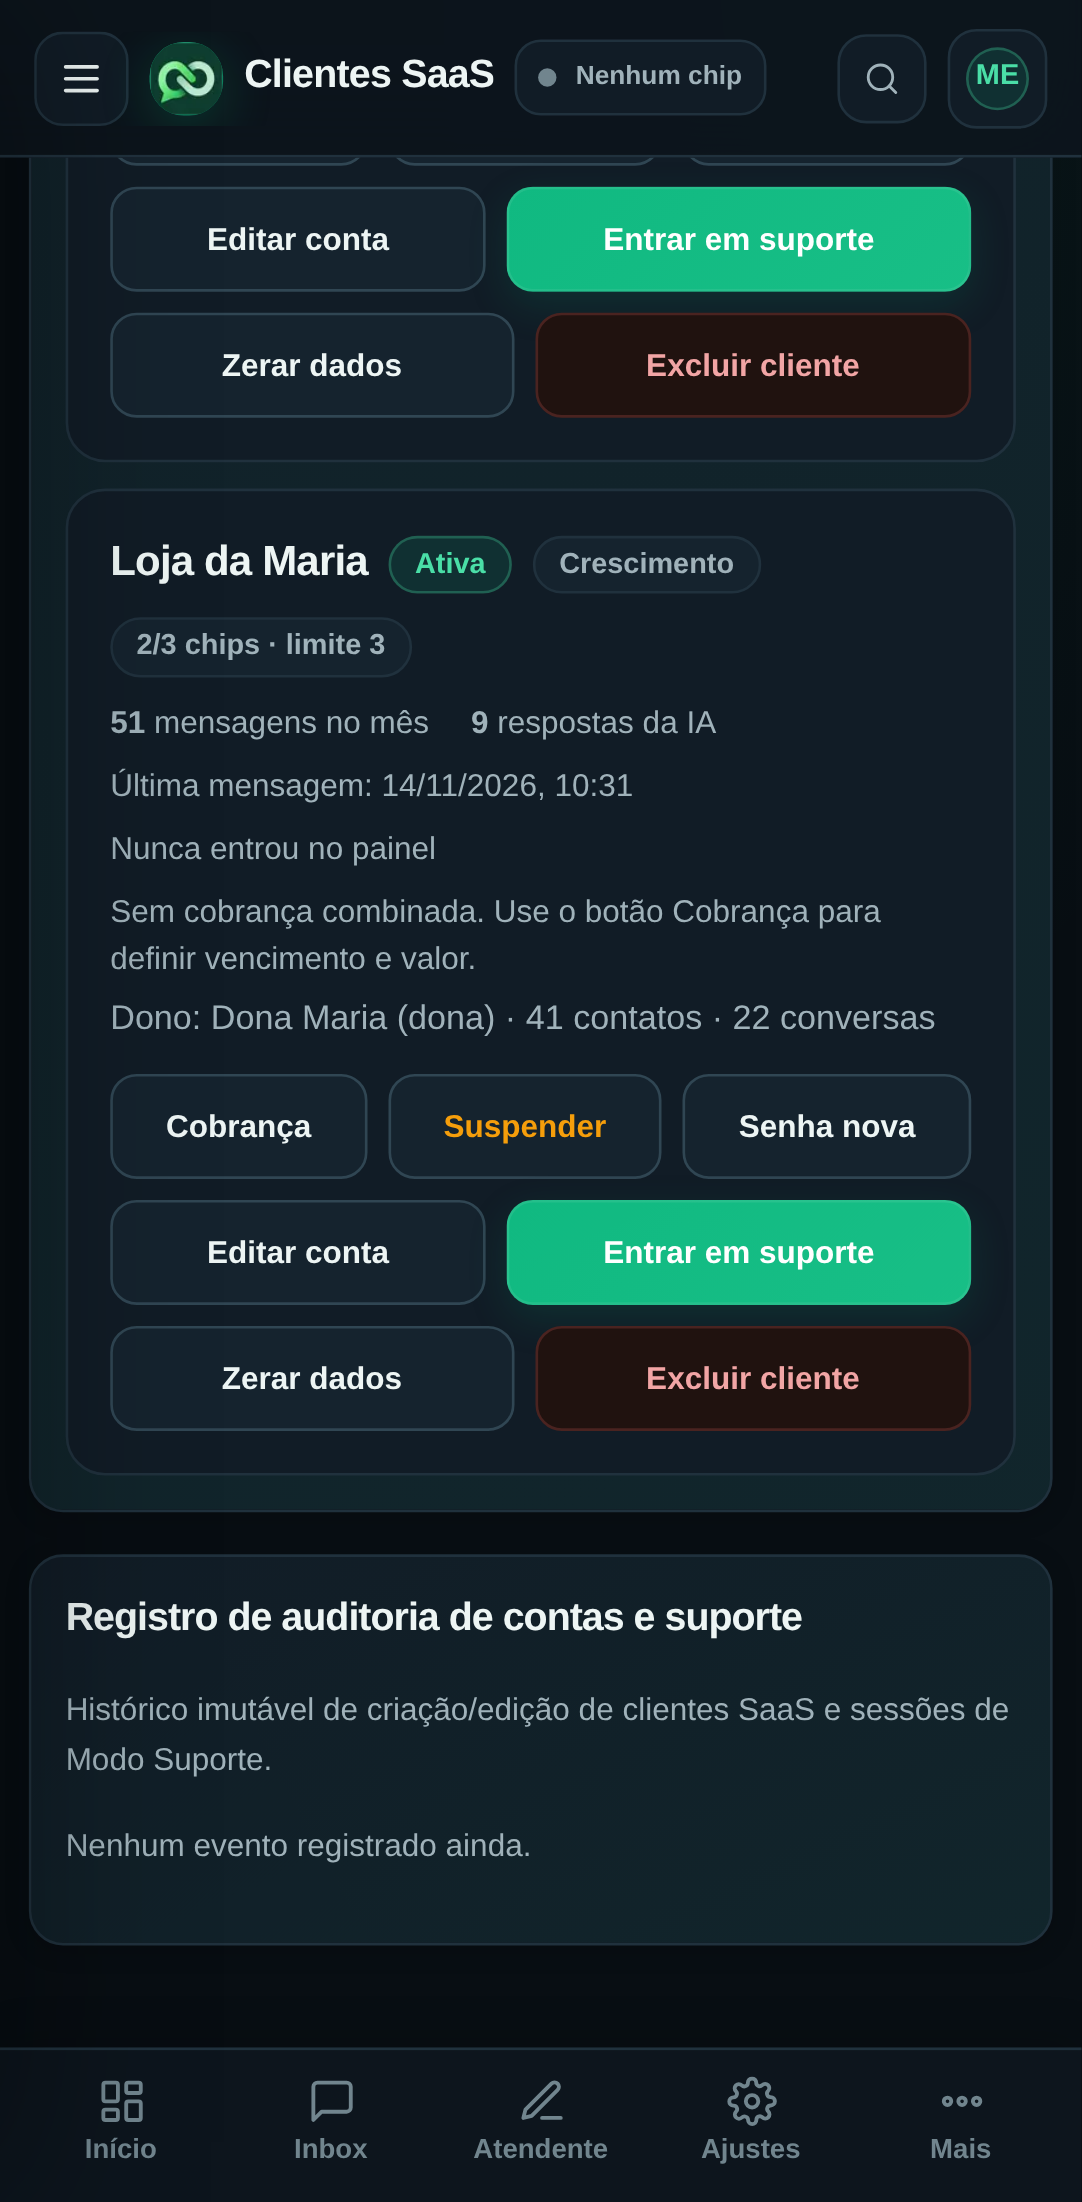 Clientes SaaS
Nenhum chip
ME
Editar conta
Entrar em suporte
Zerar dados
Excluir cliente
Loja da Maria
Ativa
Crescimento
2/3 chips · limite 3
51 mensagens no mês 9 respostas da IA
Última mensagem: 14/11/2026, 10:31
Nunca entrou no painel
Sem cobrança combinada. Use o botão Cobrança para
definir vencimento e valor.
Dono: Dona Maria (dona) · 41 contatos · 22 conversas
Cobrança
Suspender
Senha nova
Editar conta
Entrar em suporte
Zerar dados
Excluir cliente
Registro de auditoria de contas e suporte
Histórico imutável de criação/edição de clientes SaaS e sessões de
Modo Suporte.
Nenhum evento registrado ainda.
Início
Inbox
Atendente
Ajustes
Mais